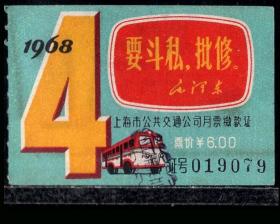 1968
4
要斗私,批修。
毛泽东
上海市公共交通公司月票缴款证
票价¥6.00
证号019079